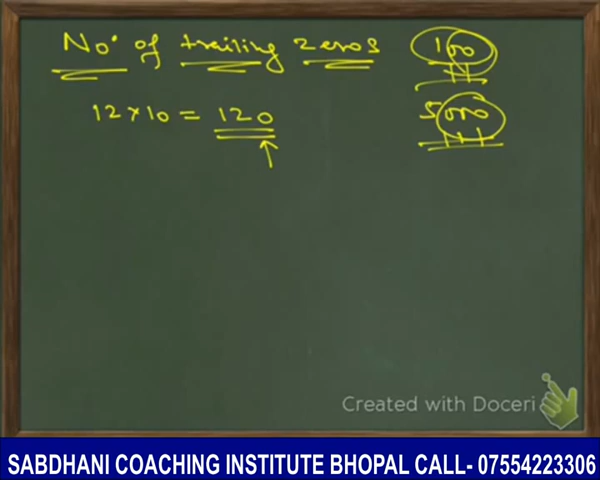 No. of trailing zeros
100
12 × 10 = 120
5000
Created with Doceri
SABDHANI COACHING INSTITUTE BHOPAL CALL- 07554223306